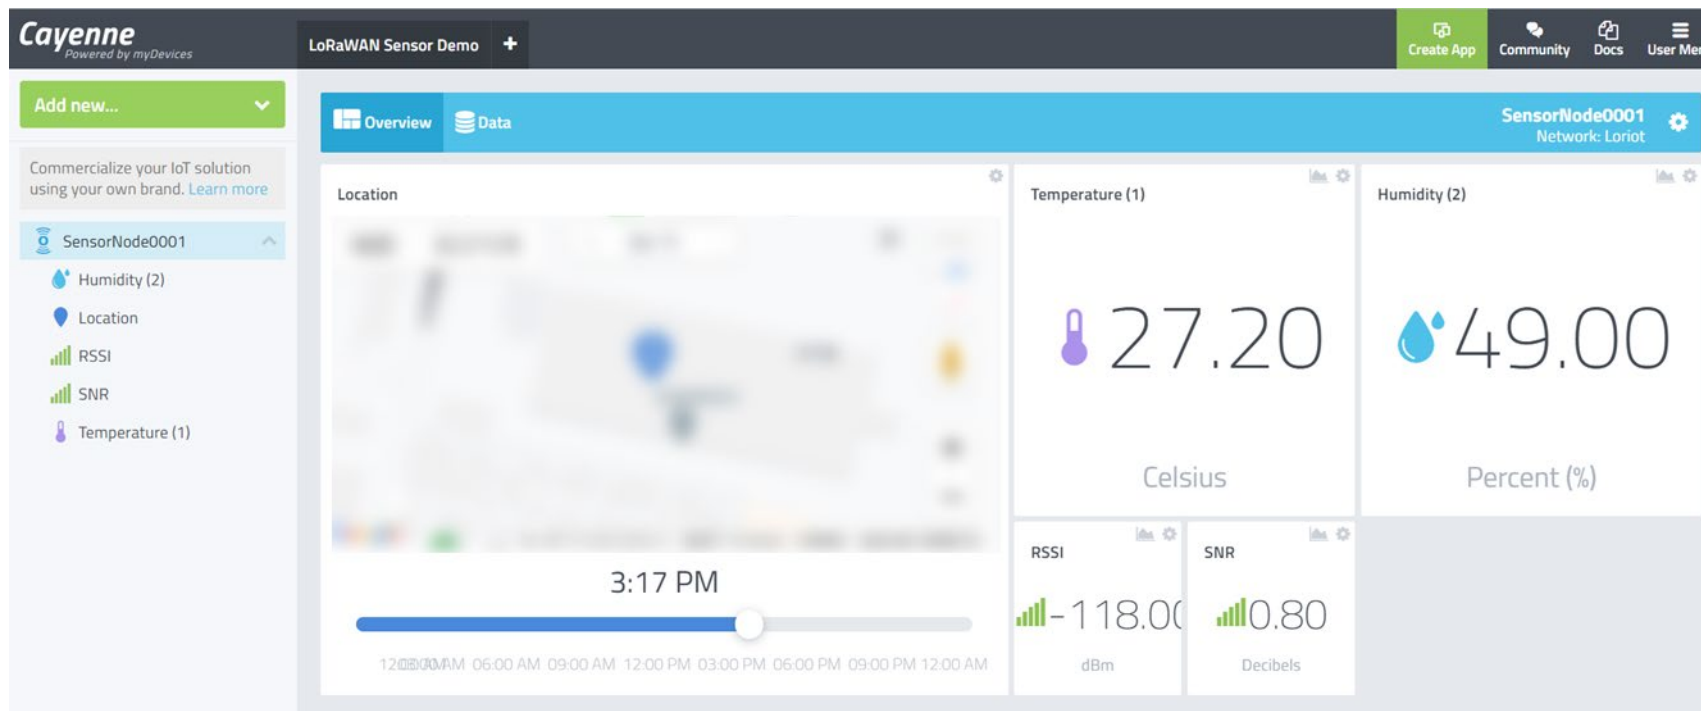 Cayenne
Powered by myDevices
LoRaWAN Sensor Demo +
Create App
Community
Docs
User Mer
Add new...
Commercialize your IoT solution
using your own brand. Learn more
SensorNode0001
Humidity (2)
Location
RSSI
SNR
Temperature (1)
Overview
Data
SensorNode0001
Network: Loriot
Location
3:17 PM
06:00 AM 09:00 AM 12:00 PM 03:00 PM 06:00 PM 09:00 PM 12:00 AM
Temperature (1)
27.20
Celsius
Humidity (2)
49.00
Percent (%)
RSSI
-118.00
dBm
SNR
0.80
Decibels